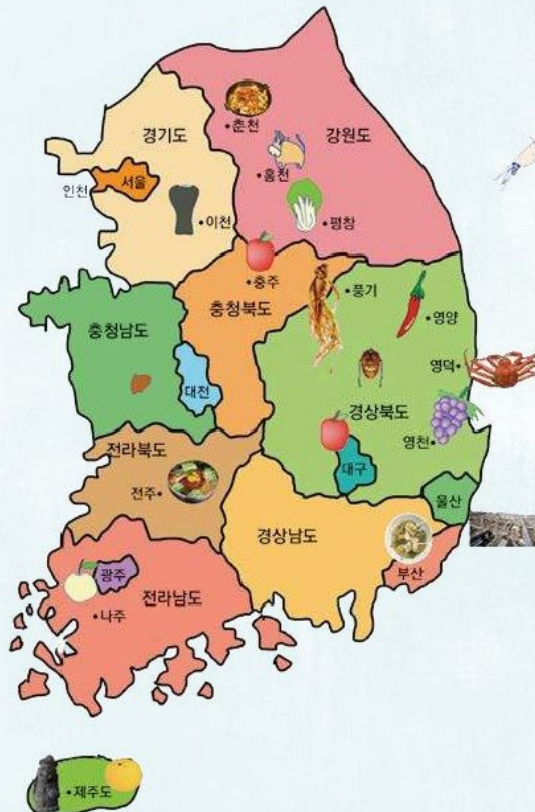 춘천
경기도
강원도
홍천
인천
서울
이천
평창
충주
풍기
충청북도
영양
충청남도
영덕
대전
경상북도
영천
전라북도
대구
전주
울산
경상남도
광주
부산
전라남도
나주
제주도